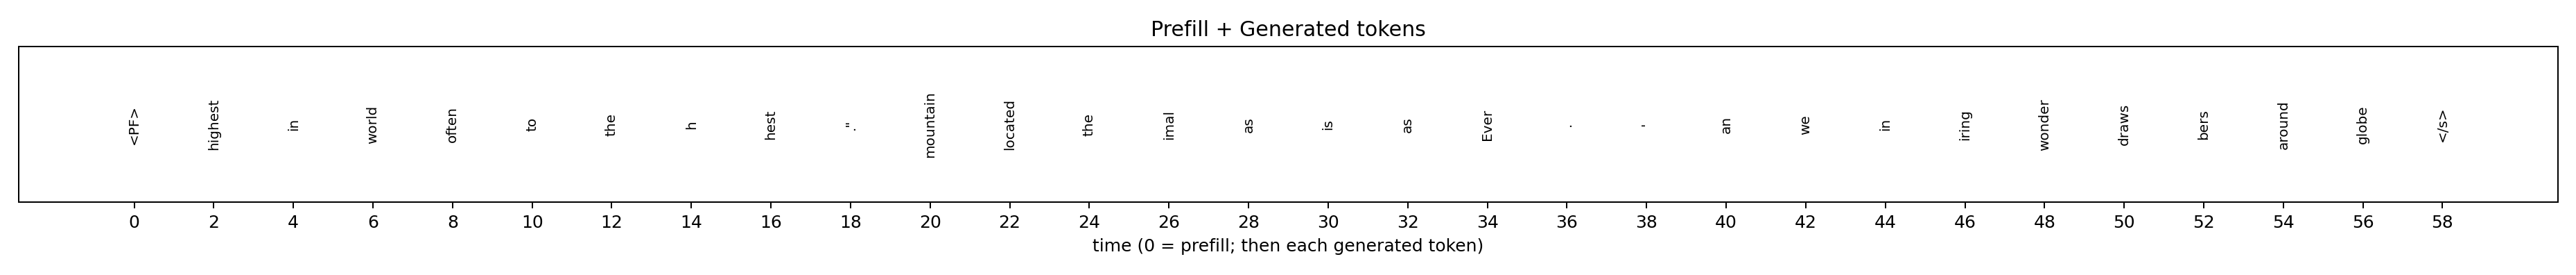 Prefill + Generated tokens
<PF> highest in world often to the h hest ." mountain located the imal as is as Ever . - an we in iring wonder draws bers around globe </s>
0 2 4 6 8 10 12 14 16 18 20 22 24 26 28 30 32 34 36 38 40 42 44 46 48 50 52 54 56 58
time (0 = prefill; then each generated token)